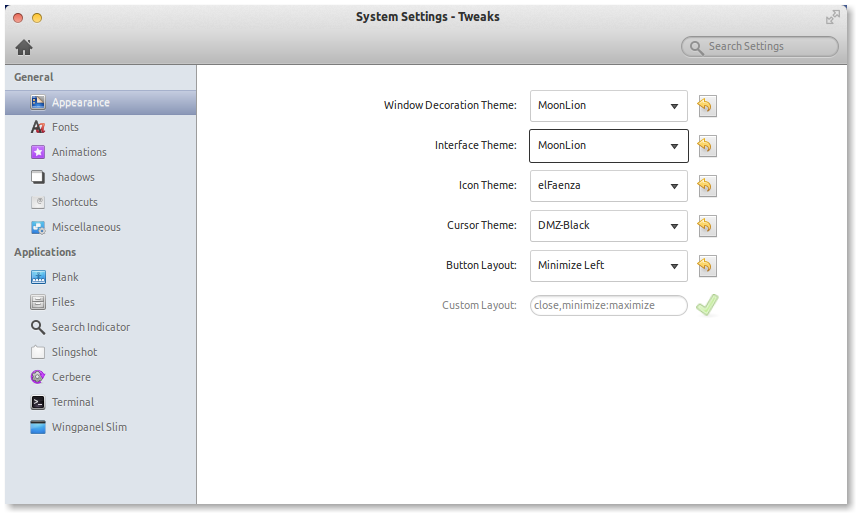 System Settings - Tweaks
Search Settings
General
Appearance
Fonts
Animations
Shadows
Shortcuts
Miscellaneous
Applications
Plank
Files
Search Indicator
Slingshot
Cerbere
Terminal
Wingpanel Slim
Window Decoration Theme: MoonLion
Interface Theme: MoonLion
Icon Theme: elFaenza
Cursor Theme: DMZ-Black
Button Layout: Minimize Left
Custom Layout: close,minimize:maximize